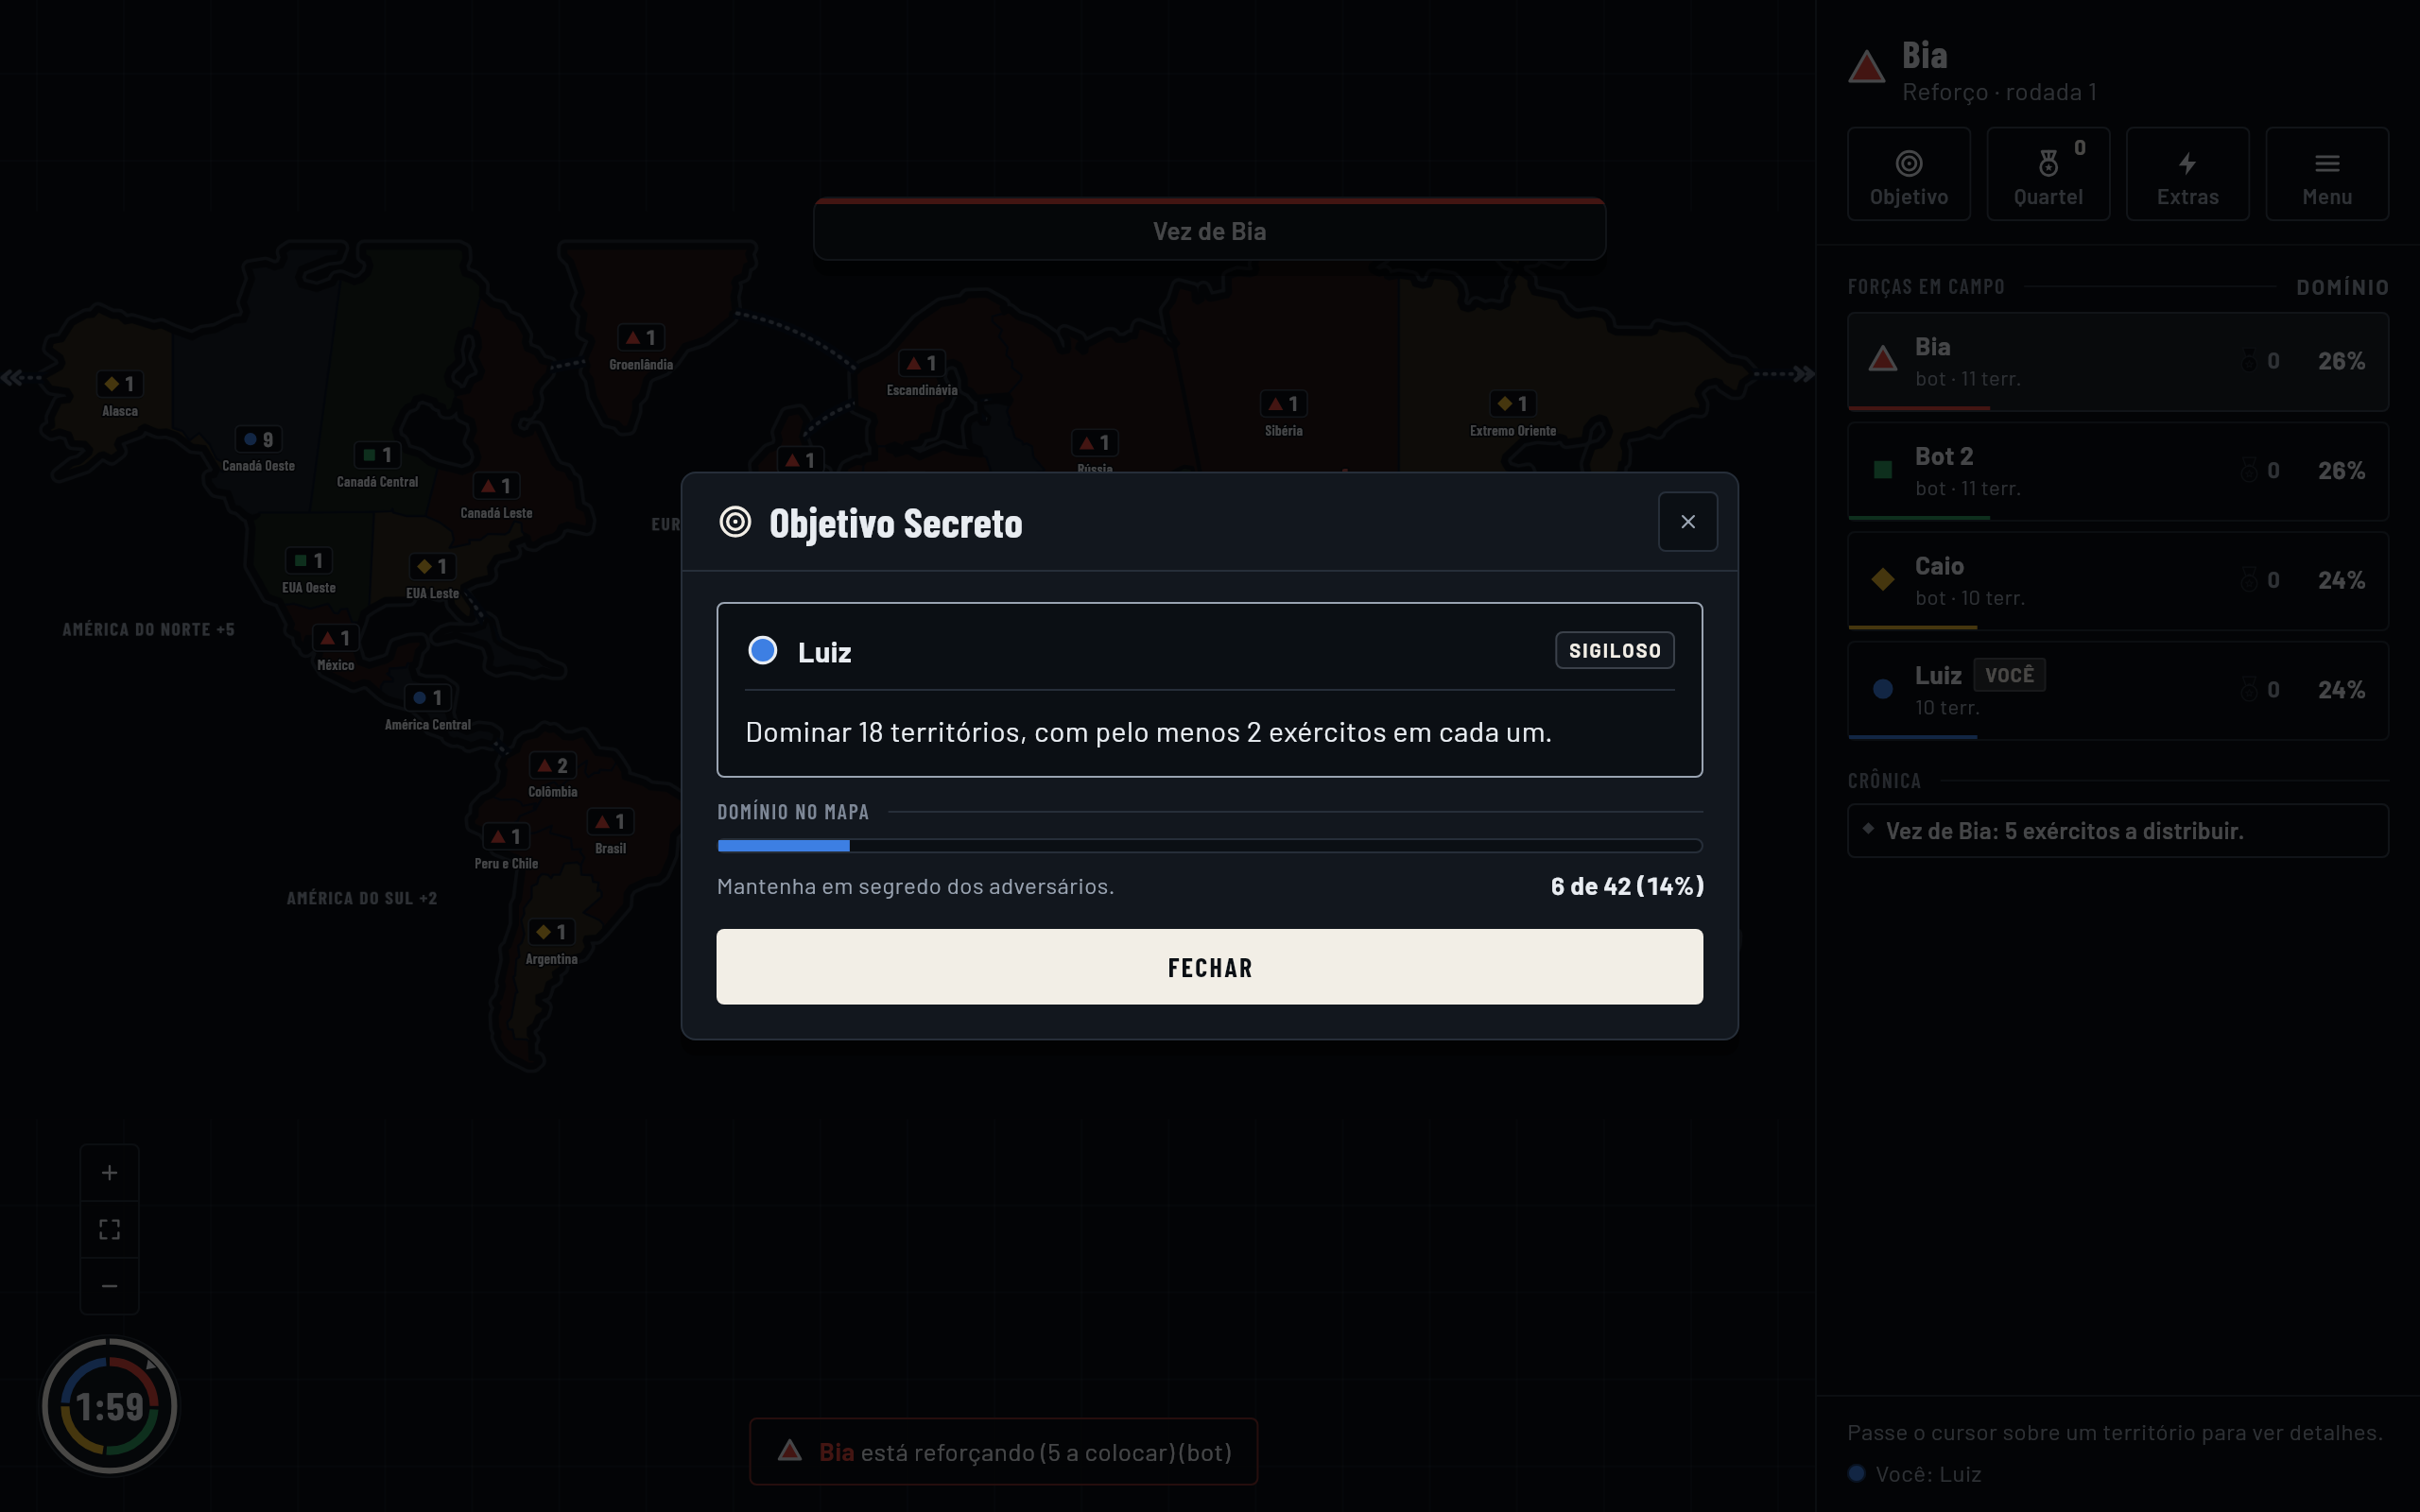 Bia
Reforço · rodada 1
Objetivo
0
Quartel
Extras
Menu
Vez de Bia
FORÇAS EM CAMPO
DOMÍNIO
Bia
bot · 11 terr.
0
26%
Bot 2
bot · 11 terr.
0
26%
Caio
bot · 10 terr.
0
24%
Luiz
VOCÊ
10 terr.
0
24%
CRÔNICA
Vez de Bia: 5 exércitos a distribuir.
1
Groenlândia
1
Escandinávia
1
Alasca
1
Sibéria
1
Extremo Oriente
9
Canadá Oeste
1
Canadá Central
1
1
Rússia
1
Canadá Leste
EUR
1
EUA Oeste
1
EUA Leste
AMÉRICA DO NORTE +5
1
México
1
América Central
2
Colômbia
1
Peru e Chile
1
Brasil
AMÉRICA DO SUL +2
1
Argentina
Objetivo Secreto
Luiz
SIGILOSO
Dominar 18 territórios, com pelo menos 2 exércitos em cada um.
DOMÍNIO NO MAPA
Mantenha em segredo dos adversários.
6 de 42 (14%)
FECHAR
1:59
Bia está reforçando (5 a colocar) (bot)
Passe o cursor sobre um território para ver detalhes.
Você: Luiz